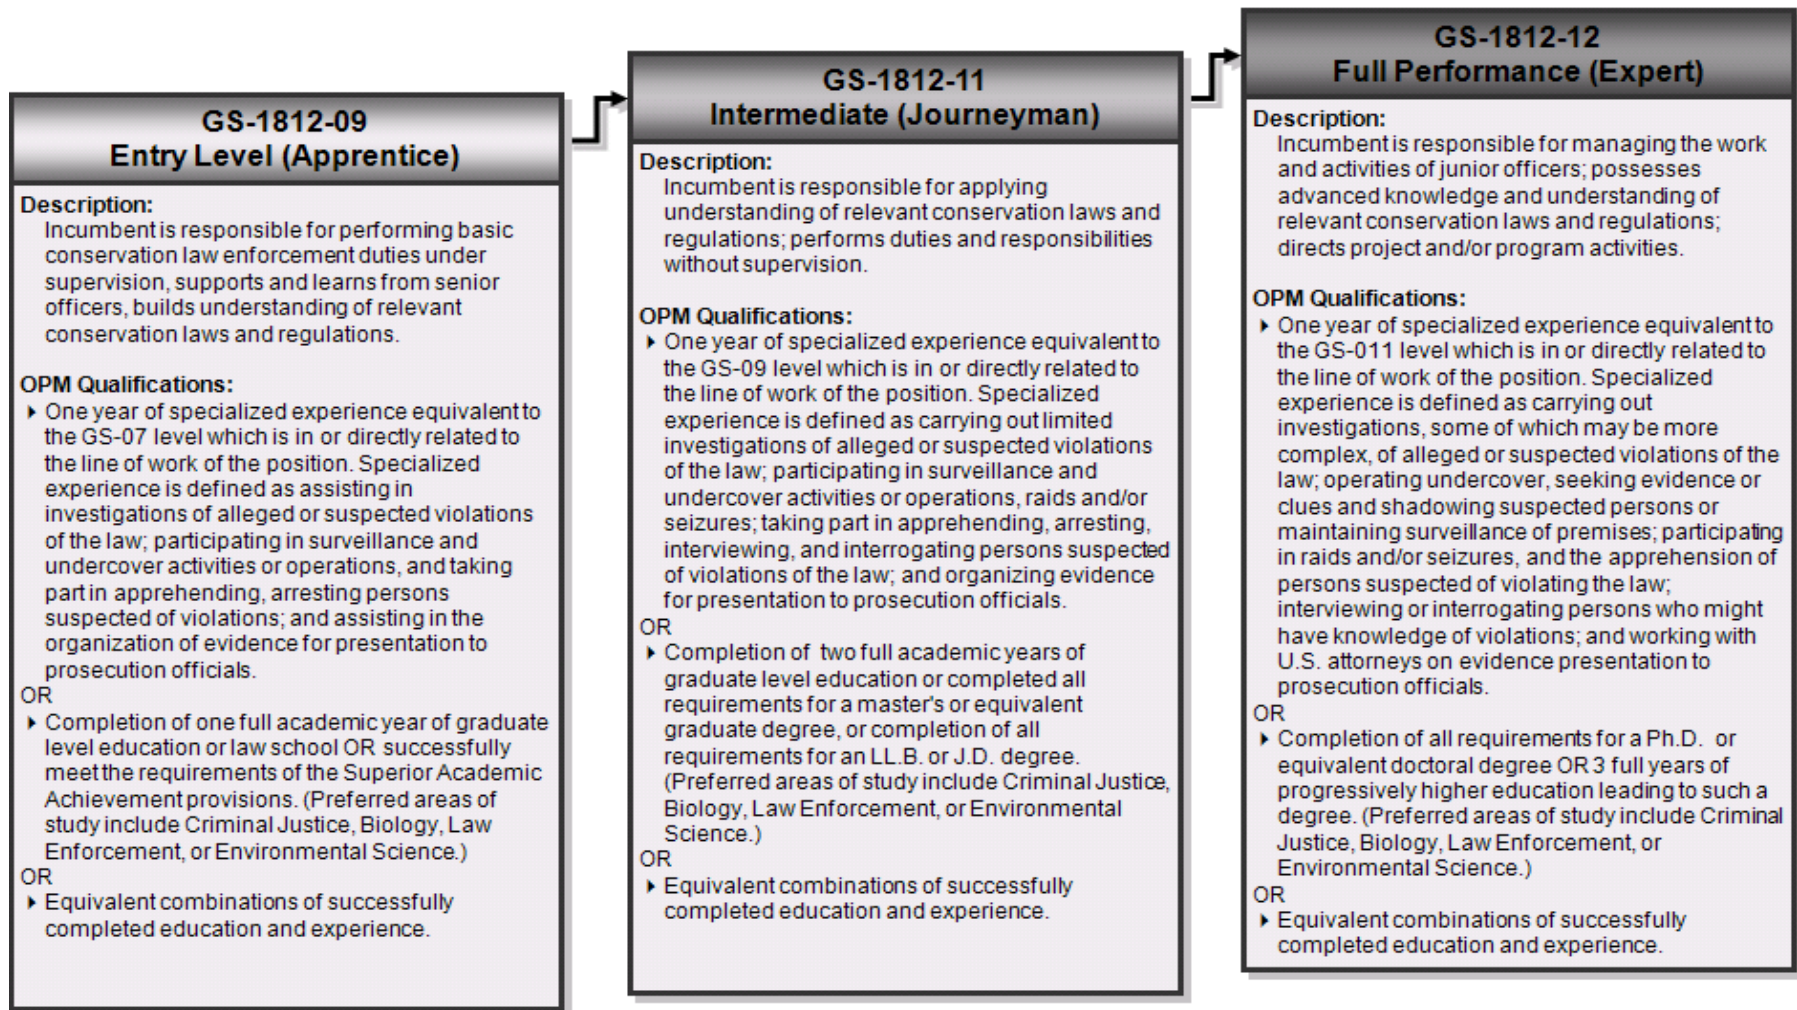 GS-1812-09
Entry Level (Apprentice)
Description:
Incumbent is responsible for performing basic
conservation law enforcement duties under
supervision, supports and learns from senior
officers, builds understanding of relevant
conservation laws and regulations.
OPM Qualifications:
One year of specialized experience equivalent to
the GS-07 level which is in or directly related to
the line of work of the position. Specialized
experience is defined as assisting in
investigations of alleged or suspected violations
of the law; participating in surveillance and
undercover activities or operations, and taking
part in apprehending, arresting persons
suspected of violations; and assisting in the
organization of evidence for presentation to
prosecution officials.
OR
Completion of one full academic year of graduate
level education or law school OR successfully
meet the requirements of the Superior Academic
Achievement provisions. (Preferred areas of
study include Criminal Justice, Biology, Law
Enforcement, or Environmental Science.)
OR
Equivalent combinations of successfully
completed education and experience.
GS-1812-11
Intermediate (Journeyman)
Description:
Incumbent is responsible for applying
understanding of relevant conservation laws and
regulations; performs duties and responsibilities
without supervision.
OPM Qualifications:
One year of specialized experience equivalent to
the GS-09 level which is in or directly related to
the line of work of the position. Specialized
experience is defined as carrying out limited
investigations of alleged or suspected violations
of the law; participating in surveillance and
undercover activities or operations, raids and/or
seizures; taking part in apprehending, arresting,
interviewing, and interrogating persons suspected
of violations of the law; and organizing evidence
for presentation to prosecution officials.
OR
Completion of two full academic years of
graduate level education or completed all
requirements for a master's or equivalent
graduate degree, or completion of all
requirements for an LL.B. or J.D. degree.
(Preferred areas of study include Criminal Justice,
Biology, Law Enforcement, or Environmental
Science.)
OR
Equivalent combinations of successfully
completed education and experience.
GS-1812-12
Full Performance (Expert)
Description:
Incumbent is responsible for managing the work
and activities of junior officers; possesses
advanced knowledge and understanding of
relevant conservation laws and regulations;
directs project and/or program activities.
OPM Qualifications:
One year of specialized experience equivalent to
the GS-011 level which is in or directly related to
the line of work of the position. Specialized
experience is defined as carrying out
investigations, some of which may be more
complex, of alleged or suspected violations of the
law; operating undercover, seeking evidence or
clues and shadowing suspected persons or
maintaining surveillance of premises; participating
in raids and/or seizures, and the apprehension of
persons suspected of violating the law;
interviewing or interrogating persons who might
have knowledge of violations; and working with
U.S. attorneys on evidence presentation to
prosecution officials.
OR
Completion of all requirements for a Ph.D. or
equivalent doctoral degree OR 3 full years of
progressively higher education leading to such a
degree. (Preferred areas of study include Criminal
Justice, Biology, Law Enforcement, or
Environmental Science.)
OR
Equivalent combinations of successfully
completed education and experience.